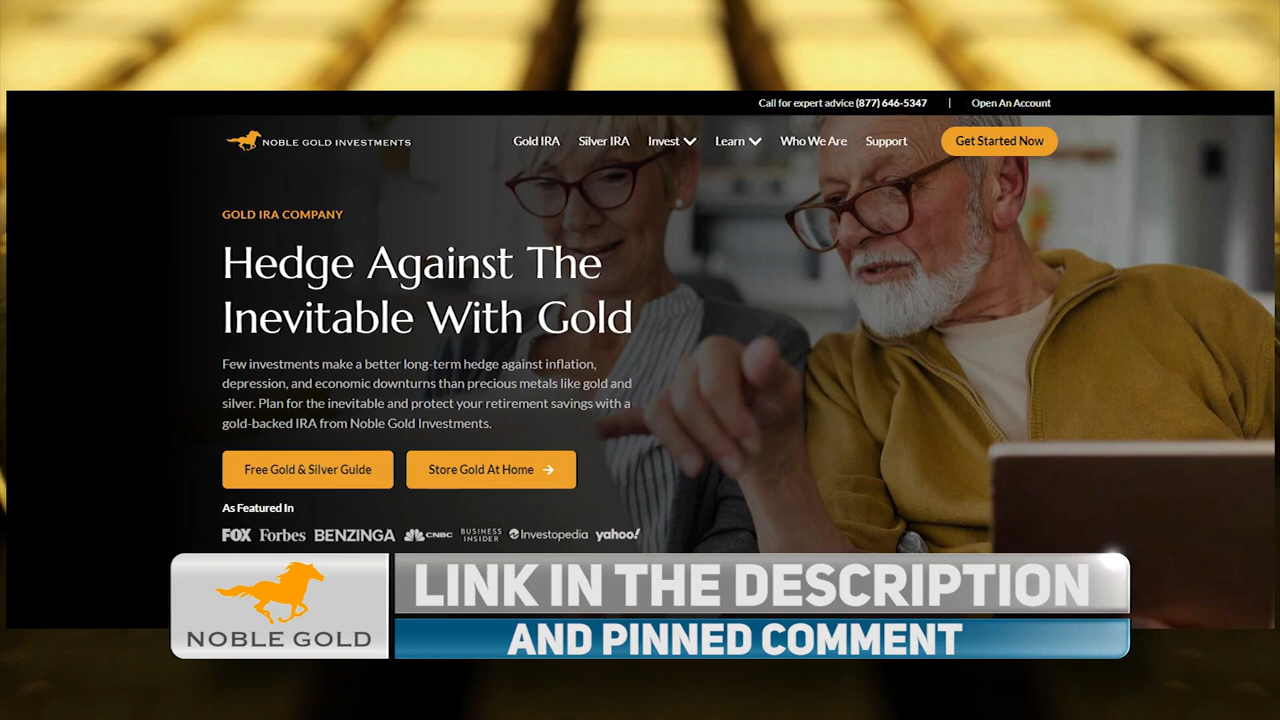 Call for expert advice (877) 646-5347 | Open An Account
NOBLE GOLD INVESTMENTS
Gold IRA Silver IRA Invest Learn Who We Are Support Get Started Now
GOLD IRA COMPANY
Hedge Against The
Inevitable With Gold
Few investments make a better long-term hedge against inflation,
depression, and economic downturns than precious metals like gold and
silver. Plan for the inevitable and protect your retirement savings with a
gold-backed IRA from Noble Gold Investments.
Free Gold & Silver Guide Store Gold At Home
As Featured In
FOX Forbes BENZINGA CNBC BUSINESS INSIDER Investopedia yahoo!
NOBLE GOLD
LINK IN THE DESCRIPTION
AND PINNED COMMENT